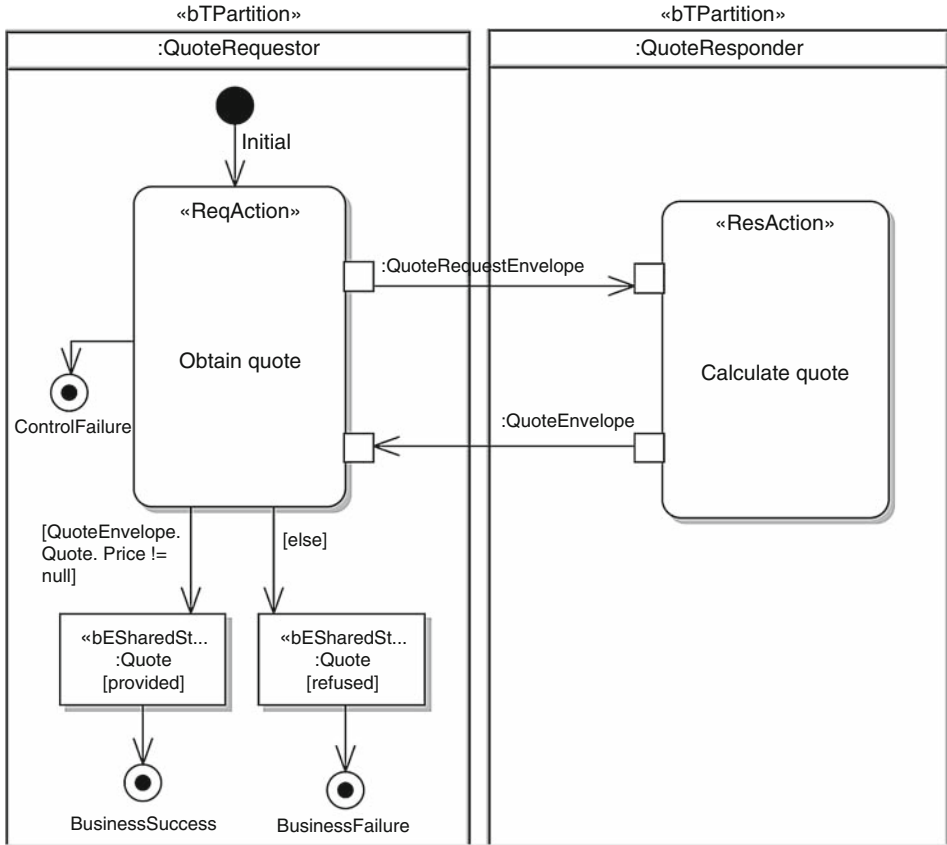 «bTPartition»
«bTPartition»
:QuoteRequestor
:QuoteResponder
Initial
«ReqAction»
«ResAction»
:QuoteRequestEnvelope
Obtain quote
Calculate quote
ControlFailure
:QuoteEnvelope
[QuoteEnvelope.
Quote. Price !=
null]
[else]
«bESharedSt...
:Quote
[provided]
«bESharedSt...
:Quote
[refused]
BusinessSuccess
BusinessFailure